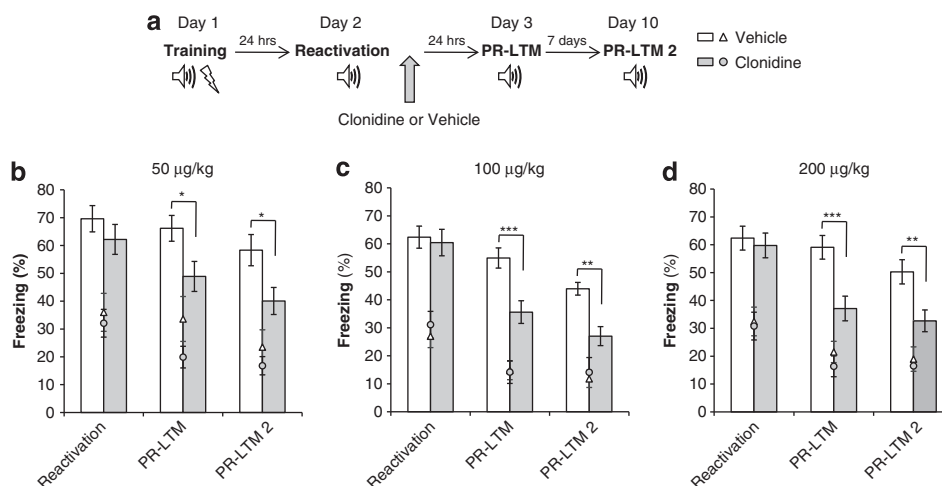 a
Day 1 Day 2 Day 3 Day 10
Training 24 hrs Reactivation 24 hrs PR-LTM 7 days PR-LTM 2
Clonidine or Vehicle
Vehicle
Clonidine
b 50 µg/kg
Freezing (%)
80
70
60
50
40
30
20
10
0
* *
Reactivation PR-LTM PR-LTM 2
c 100 µg/kg
Freezing (%)
80
70
60
50
40
30
20
10
0
*** **
Reactivation PR-LTM PR-LTM 2
d 200 µg/kg
Freezing (%)
80
70
60
50
40
30
20
10
0
*** **
Reactivation PR-LTM PR-LTM 2